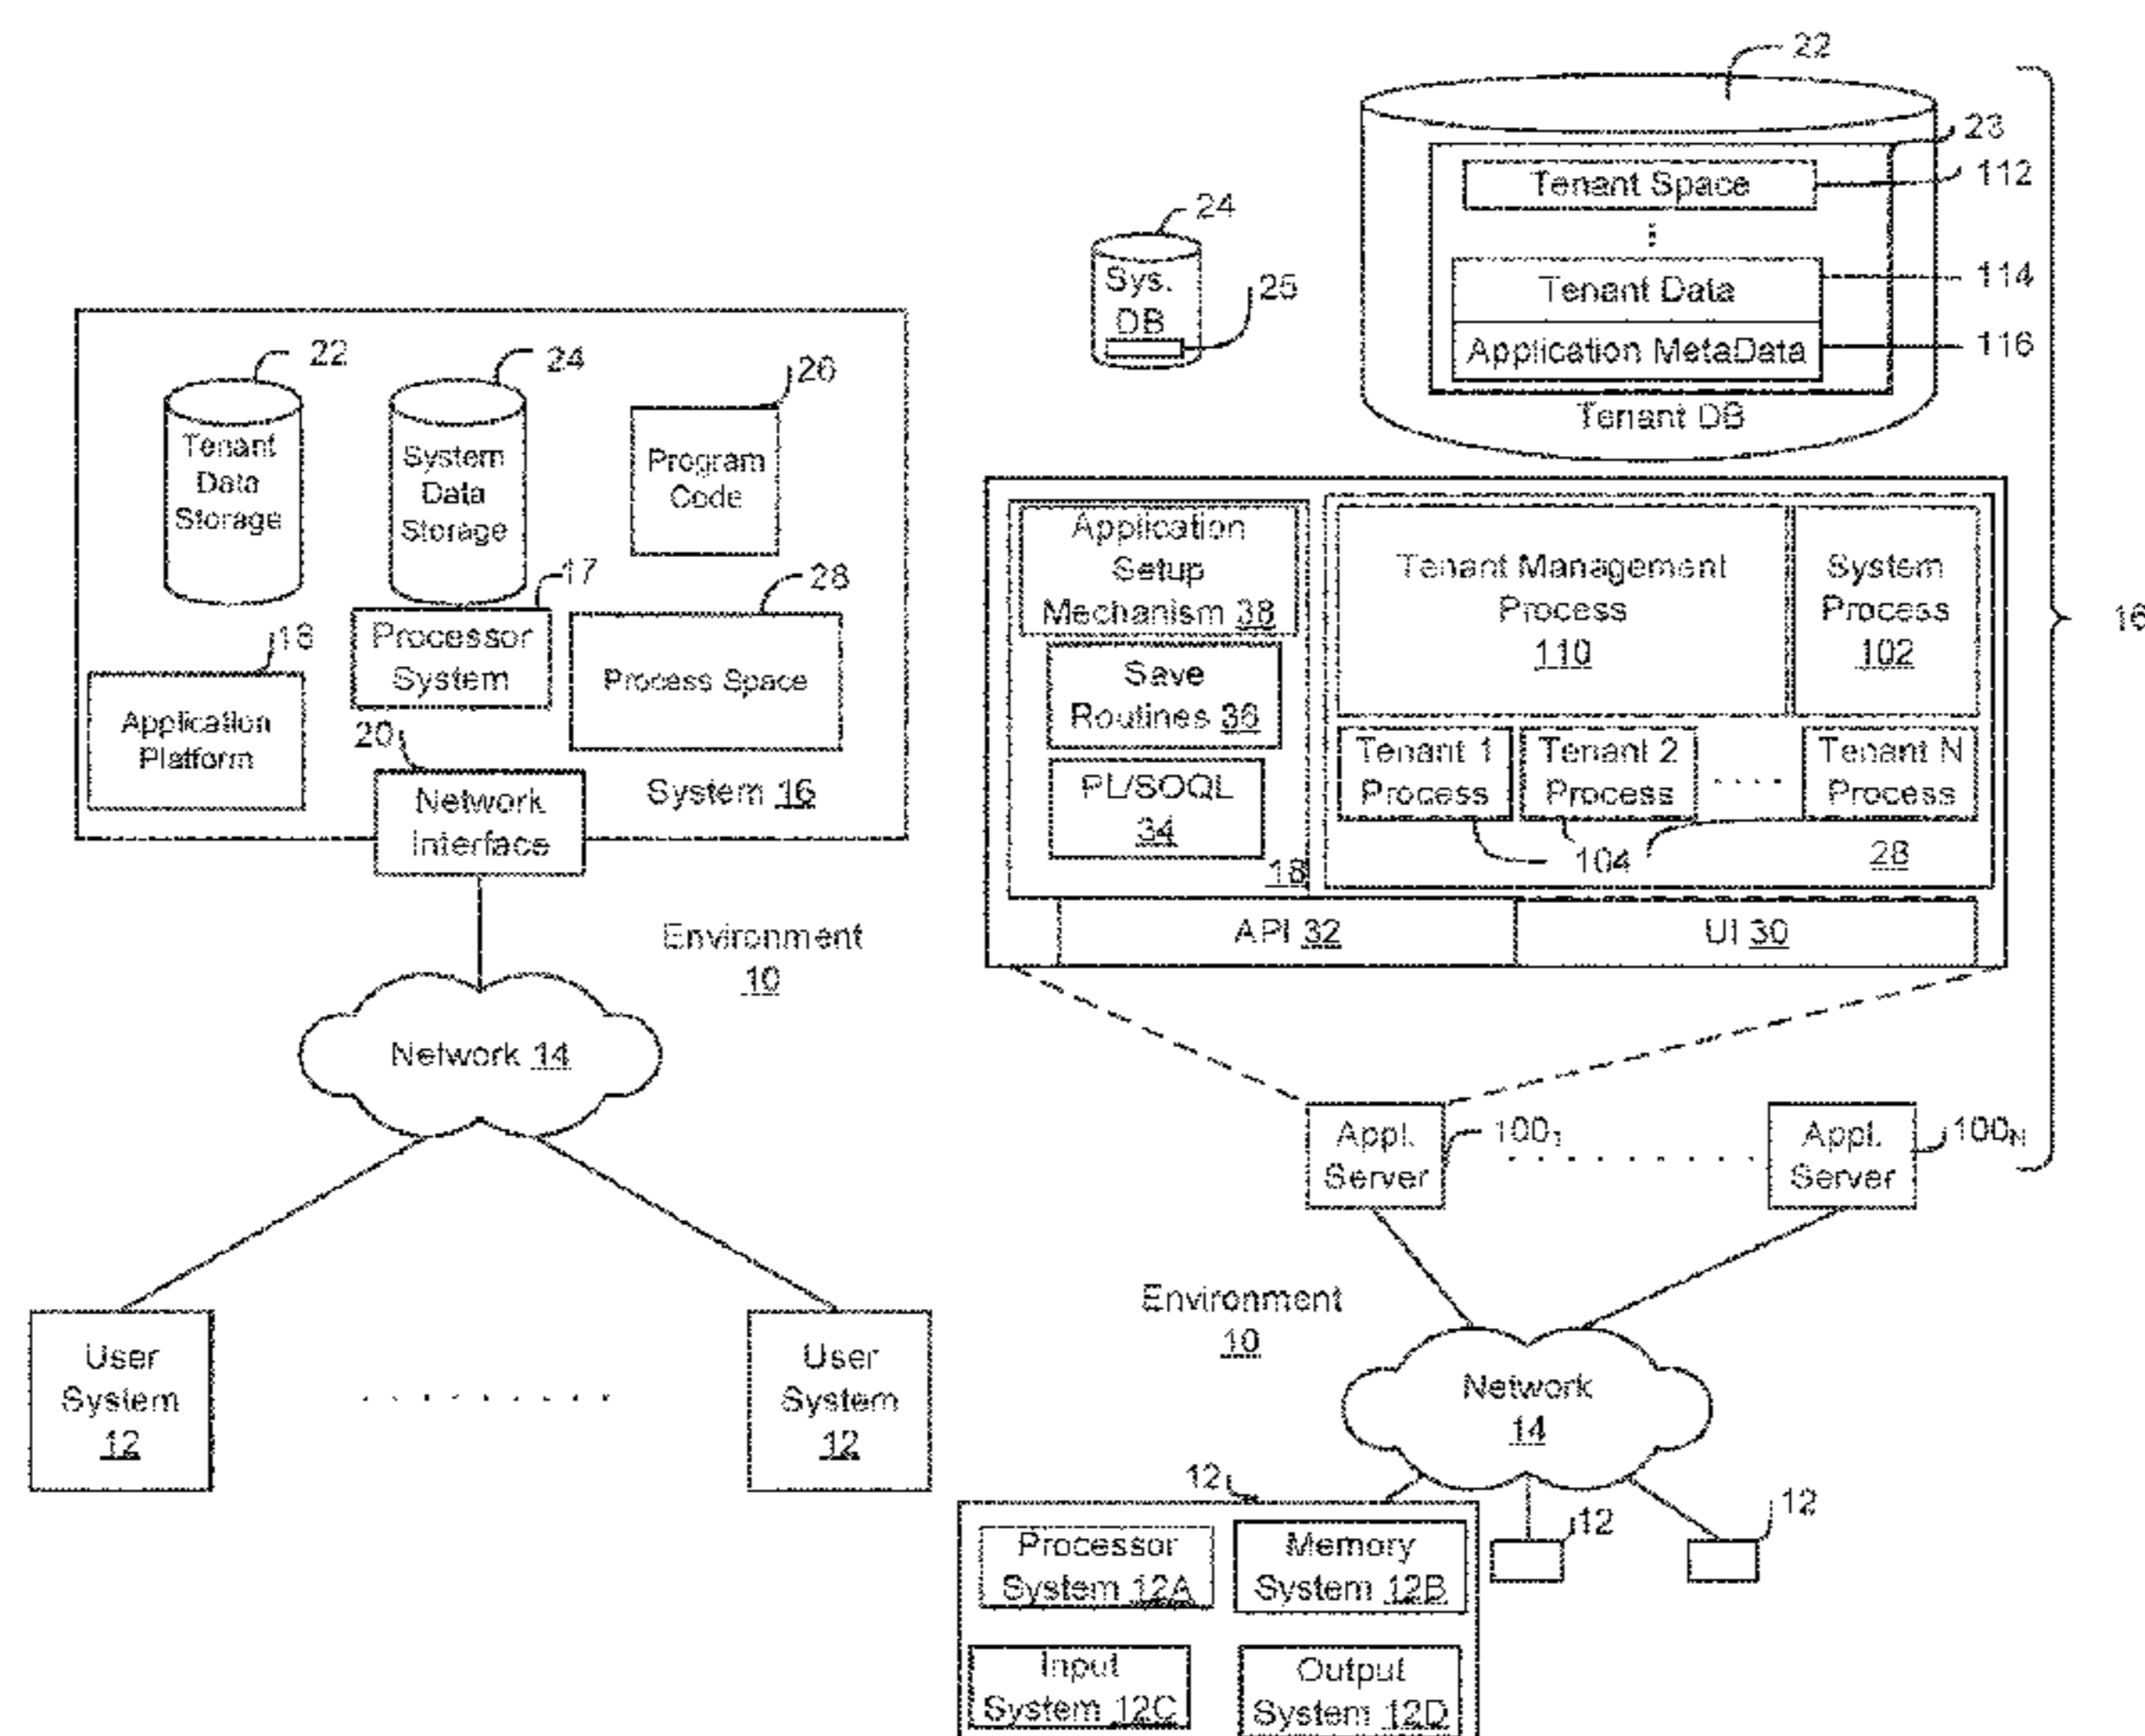 22
24
26
Tenant
Data
Storage
System
Data
Storage
Program
Code
17
28
18
Processor
System
Process Space
Application
Platform
20
System 16
Network
Interface
Environment
10
Network 14
User
System
12
User
System
12
22
23
Tenant Space
112
24
Sys.
DB
25
Tenant Data
114
Application MetaData
116
Tenant DB
16
Application
Setup
Mechanism 38
Save
Routines 36
PL/SOQL
34
18
Tenant Management
Process
110
System
Process
102
Tenant 1
Process
Tenant 2
Process
Tenant N
Process
104
28
API 32
UI 30
Appl.
Server
1001
Appl.
Server
100N
Environment
10
Network
14
12
12
12
Processor
System 12A
Memory
System 12B
Input
System 12C
Output
System 12D